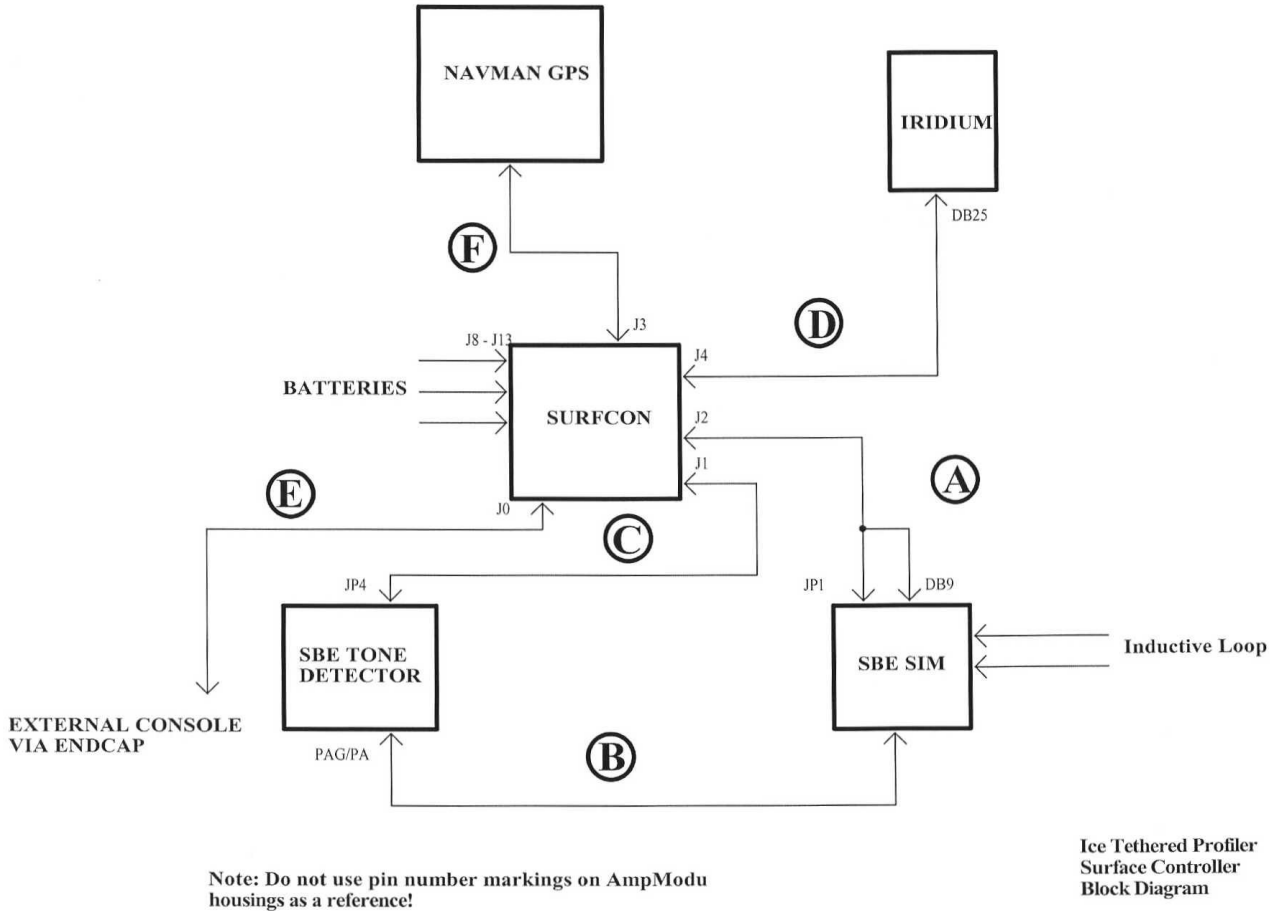 NAVMAN GPS
IRIDIUM
DB25
F
D
J3
J8 - J13
J4
BATTERIES
SURFCON
J2
J1
A
E
J0
C
JP4
JP1
DB9
SBE TONE
DETECTOR
SBE SIM
Inductive Loop
EXTERNAL CONSOLE
VIA ENDCAP
PAG/PA
B
Note: Do not use pin number markings on AmpModu
housings as a reference!
Ice Tethered Profiler
Surface Controller
Block Diagram